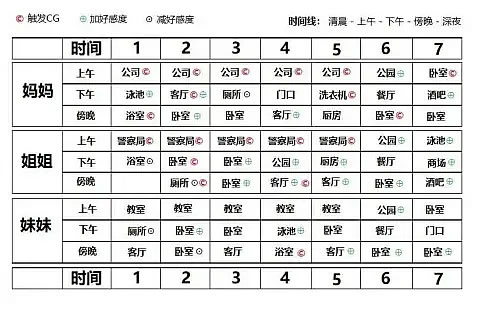 © 触发CG ⊕ 加好感度 ⊙ 减好感度 时间线: 清晨 - 上午 - 下午 - 傍晚 - 深夜
时间 1 2 3 4 5 6 7
妈妈
上午 公司© 公司© 公司© 公司© 公司© 公园⊕ 卧室©
下午 泳池⊕ 客厅©⊕ 厕所⊙ 门口 洗衣机© 餐厅 酒吧⊕
傍晚 浴室© 卧室⊕ 卧室 客厅⊕ 厨房 卧室© 卧室
姐姐
上午 警察局© 警察局© 警察局© 警察局© 警察局© 公园⊕ 泳池⊕
下午 浴室⊙ 卧室© 卧室© 公园⊕ 厨房⊕ 餐厅 商场⊕
傍晚 厕所⊙© 卧室⊕ 客厅⊕© 客厅⊕ 卧室⊕ 酒吧⊕
妹妹
上午 教室 教室 教室 教室 教室 公园⊕ 卧室
下午 厕所⊙ 卧室⊕ 卧室 泳池⊕ 卧室⊕ 餐厅 门口
傍晚 客厅 卧室⊙ 客厅 浴室© 客厅⊕ 卧室⊕ 客厅⊕
时间 1 2 3 4 5 6 7